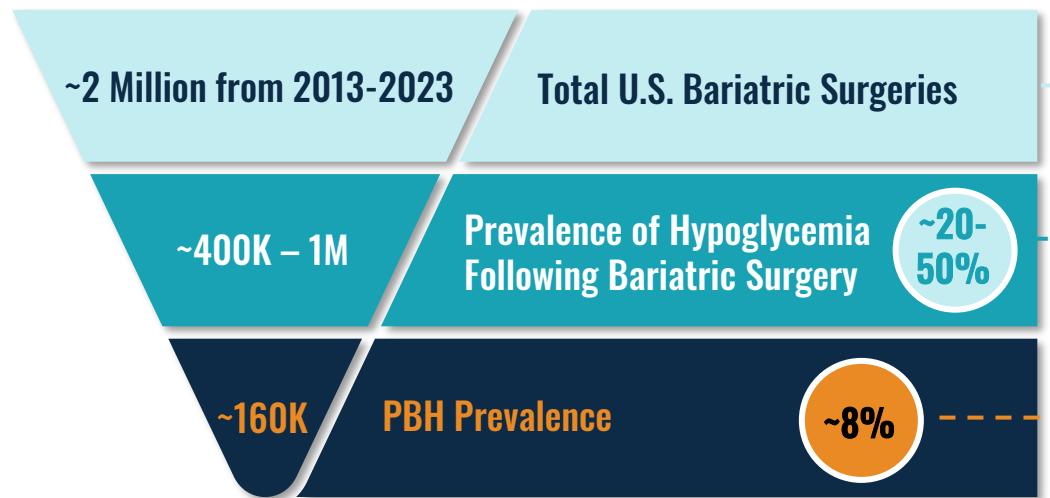 ~2 Million from 2013-2023
Total U.S. Bariatric Surgeries
~400K – 1M
Prevalence of Hypoglycemia
Following Bariatric Surgery
~20-
50%
~160K
PBH Prevalence
~8%